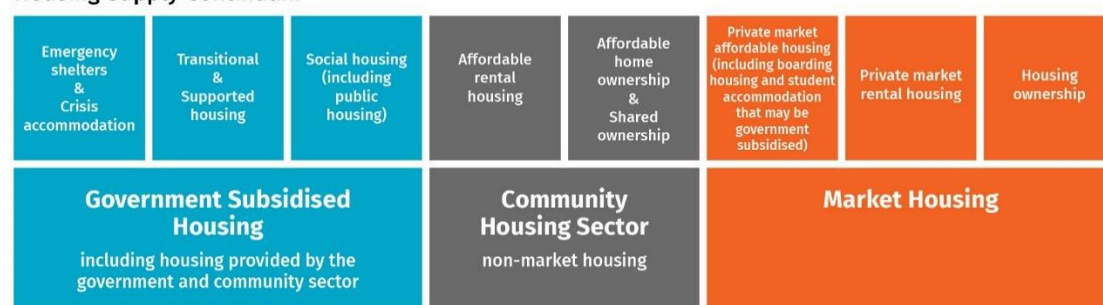 Emergency
shelters
&
Crisis
accommodation
Transitional
&
Supported
housing
Social housing
(including
public
housing)
Affordable
rental
housing
Affordable
home
ownership
&
Shared
ownership
Private market
affordable housing
(including boarding
housing and student
accommodation
that may be
government
subsidised)
Private market
rental housing
Housing
ownership
Government Subsidised
Housing
including housing provided by the
government and community sector
Community
Housing Sector
non-market housing
Market Housing